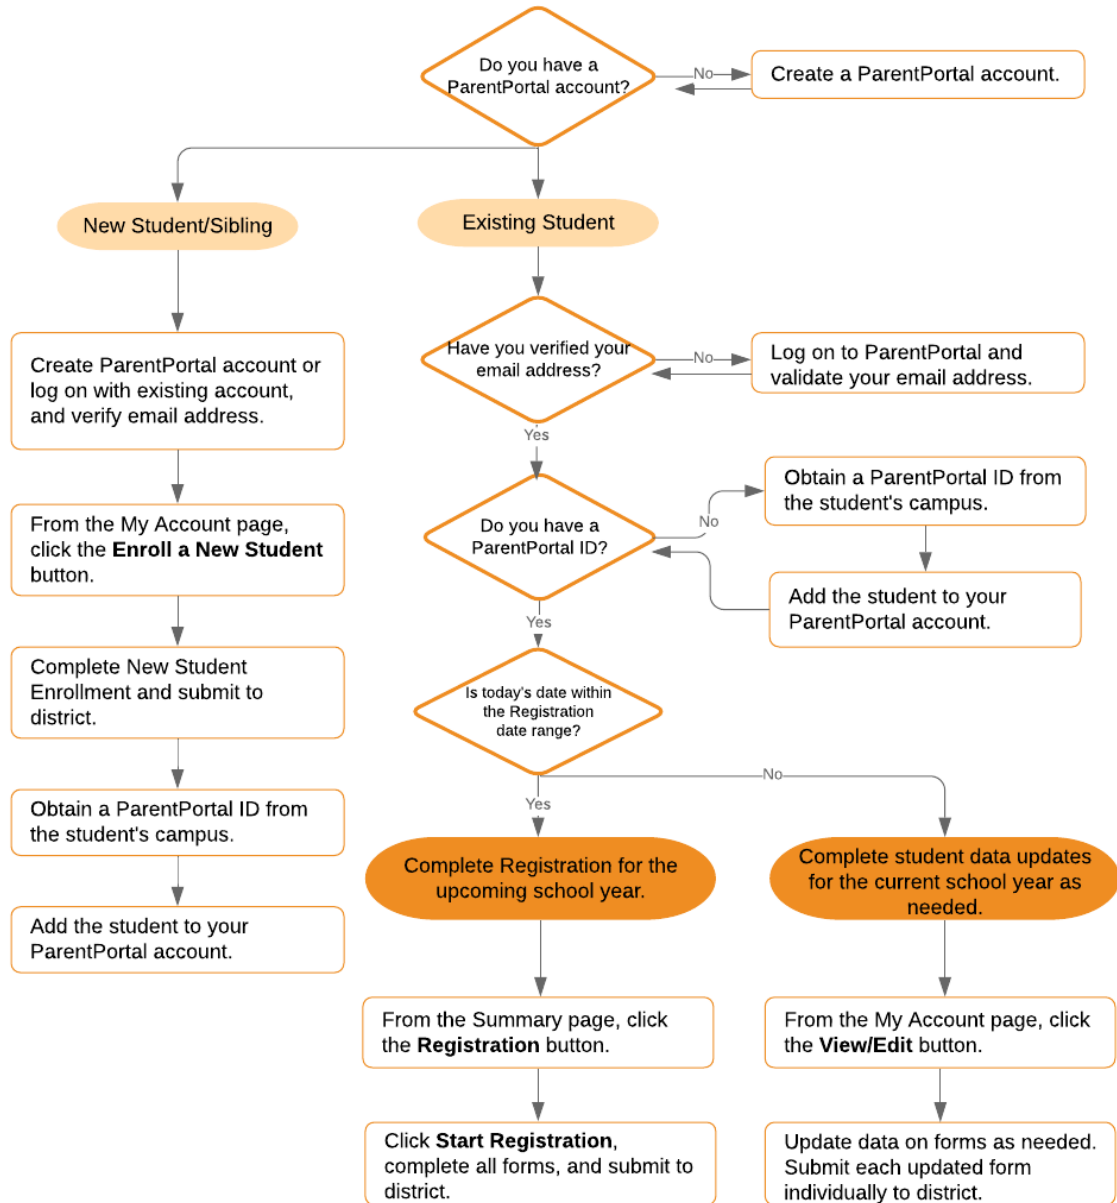 Do you have a
ParentPortal account?
No
Create a ParentPortal account.
New Student/Sibling
Existing Student
Create ParentPortal account or
log on with existing account,
and verify email address.
Have you verified your
email address?
No
Log on to ParentPortal and
validate your email address.
Yes
From the My Account page,
click the Enroll a New Student
button.
Do you have a
ParentPortal ID?
No
Obtain a ParentPortal ID from
the student's campus.
Add the student to your
ParentPortal account.
Yes
Complete New Student
Enrollment and submit to
district.
Is today's date within
the Registration
date range?
No
Yes
Obtain a ParentPortal ID from
the student's campus.
Add the student to your
ParentPortal account.
Complete Registration for the
upcoming school year.
Complete student data updates
for the current school year as
needed.
From the Summary page, click
the Registration button.
From the My Account page, click
the View/Edit button.
Click Start Registration,
complete all forms, and submit to
district.
Update data on forms as needed.
Submit each updated form
individually to district.